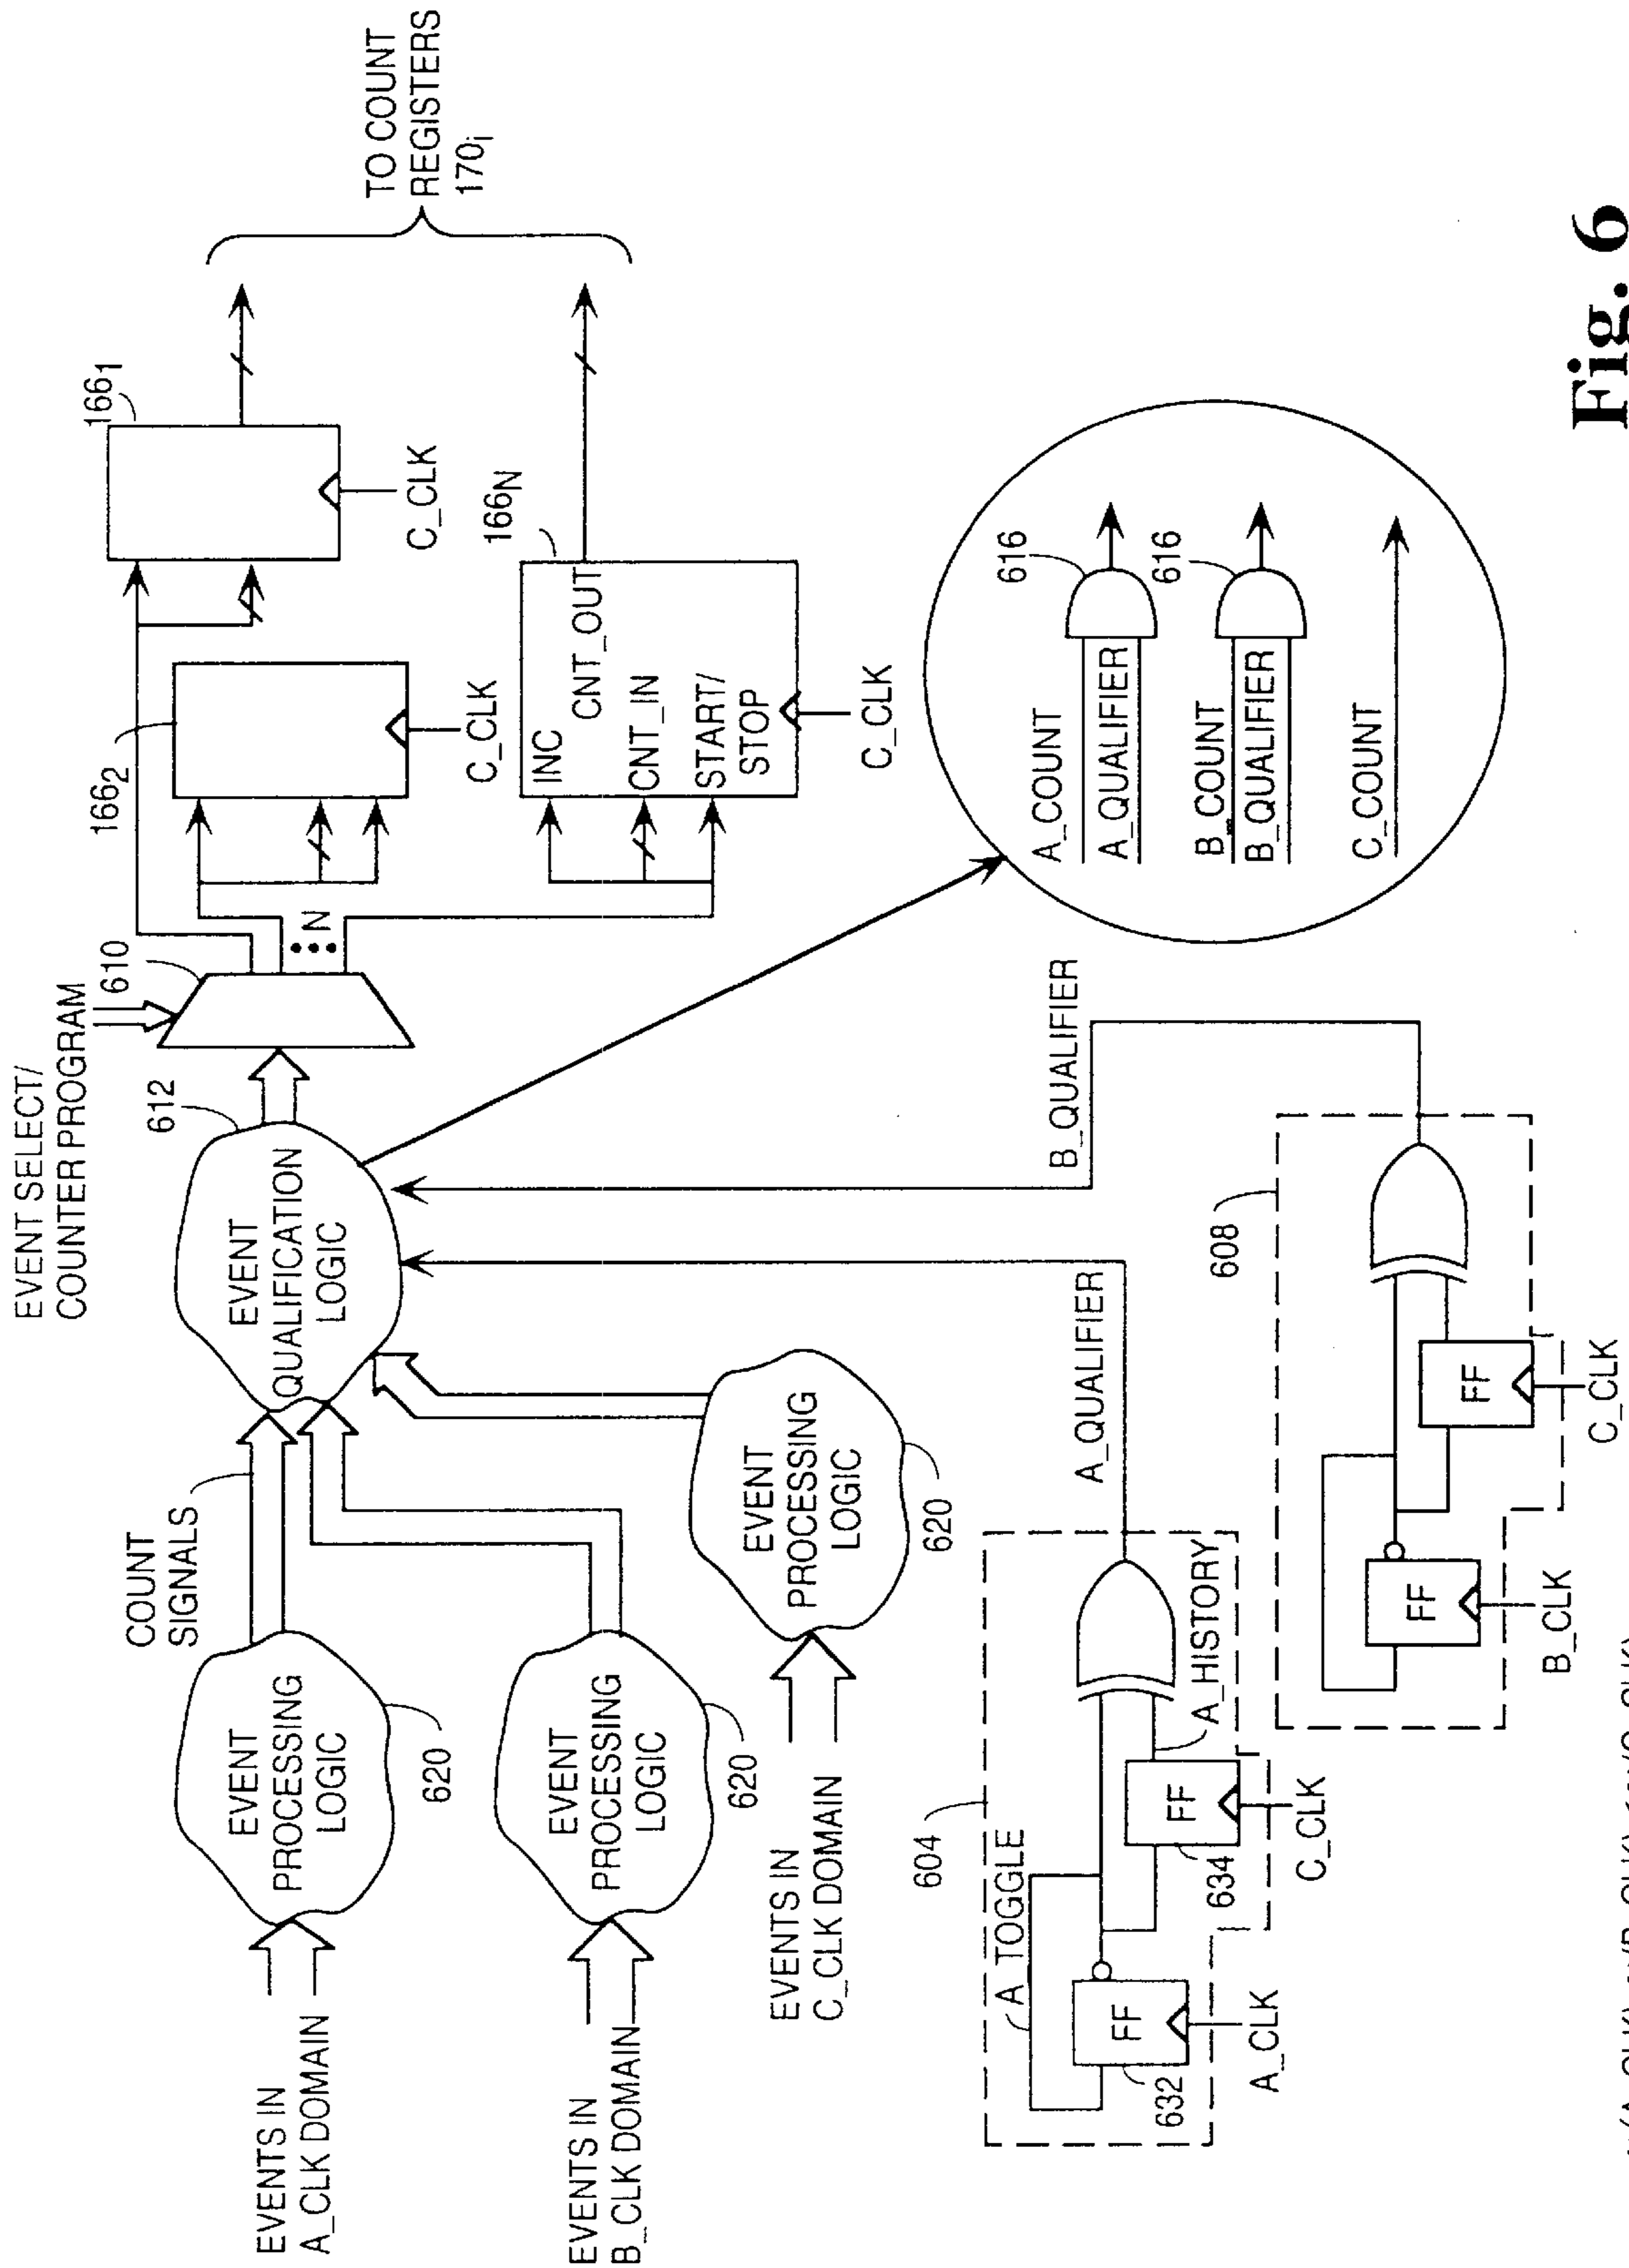 EVENT SELECT/
COUNTER PROGRAM
610
166₁
C_CLK
166₂
C_CLK
N
TO COUNT
REGISTERS
170ᵢ
166_N
INC
CNT_OUT
CNT_IN
START/
STOP
C_CLK
612
EVENT
QUALIFICATION
LOGIC
COUNT
SIGNALS
EVENTS IN
A_CLK DOMAIN
EVENT
PROCESSING
LOGIC
620
EVENTS IN
B_CLK DOMAIN
EVENT
PROCESSING
LOGIC
620
EVENTS IN
C_CLK DOMAIN
EVENT
PROCESSING
LOGIC
620
A_COUNT
A_QUALIFIER
616
B_COUNT
B_QUALIFIER
616
C_COUNT
A_QUALIFIER
B_QUALIFIER
604
A_TOGGLE
FF
632
A_CLK
FF
634
C_CLK
A_HISTORY
608
FF
B_CLK
FF
C_CLK
Fig. 6